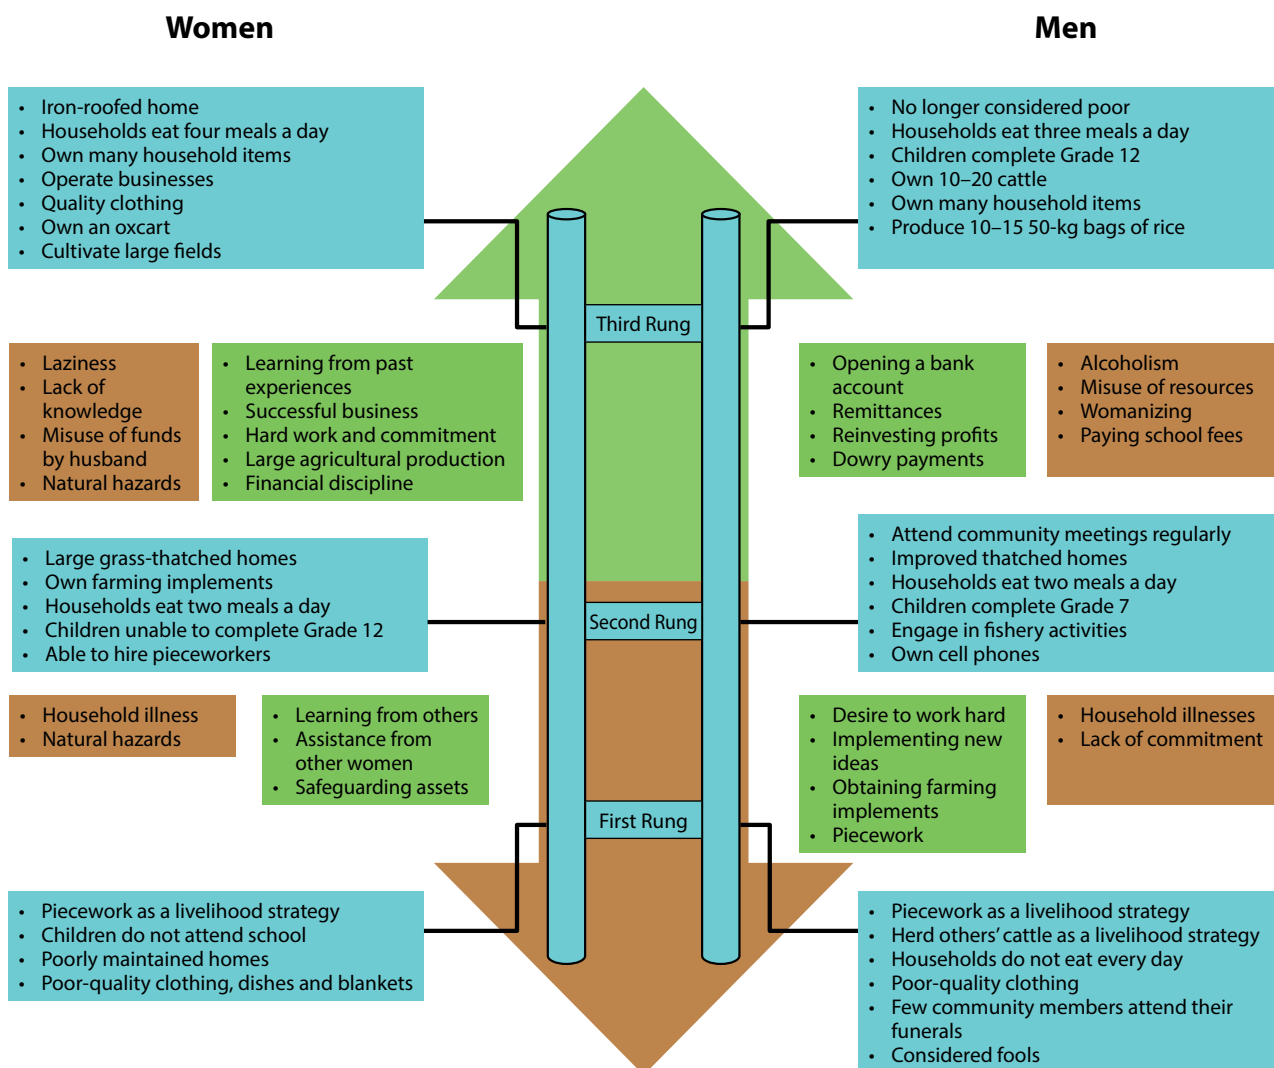 Women
Men
• Iron-roofed home
• Households eat four meals a day
• Own many household items
• Operate businesses
• Quality clothing
• Own an oxcart
• Cultivate large fields
• No longer considered poor
• Households eat three meals a day
• Children complete Grade 12
• Own 10–20 cattle
• Own many household items
• Produce 10–15 50-kg bags of rice
Third Rung
• Laziness
• Lack of
knowledge
• Misuse of funds
by husband
• Natural hazards
• Learning from past
experiences
• Successful business
• Hard work and commitment
• Large agricultural production
• Financial discipline
• Opening a bank
account
• Remittances
• Reinvesting profits
• Dowry payments
• Alcoholism
• Misuse of resources
• Womanizing
• Paying school fees
• Large grass-thatched homes
• Own farming implements
• Households eat two meals a day
• Children unable to complete Grade 12
• Able to hire pieceworkers
Second Rung
• Attend community meetings regularly
• Improved thatched homes
• Households eat two meals a day
• Children complete Grade 7
• Engage in fishery activities
• Own cell phones
• Household illness
• Natural hazards
• Learning from others
• Assistance from
other women
• Safeguarding assets
• Desire to work hard
• Implementing new
ideas
• Obtaining farming
implements
• Piecework
• Household illnesses
• Lack of commitment
First Rung
• Piecework as a livelihood strategy
• Children do not attend school
• Poorly maintained homes
• Poor-quality clothing, dishes and blankets
• Piecework as a livelihood strategy
• Herd others’ cattle as a livelihood strategy
• Households do not eat every day
• Poor-quality clothing
• Few community members attend their
funerals
• Considered fools